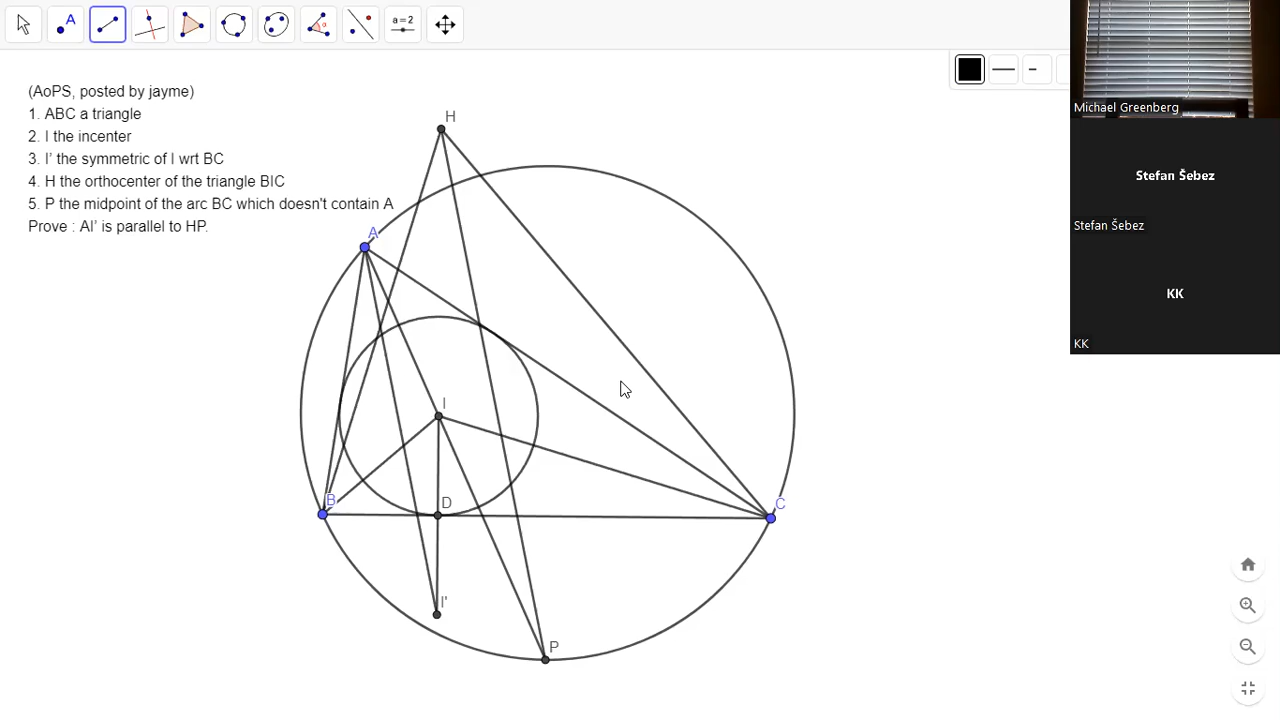 A
a=2
(AoPS, posted by jayme)
1. ABC a triangle
2. I the incenter
3. I’ the symmetric of I wrt BC
4. H the orthocenter of the triangle BIC
5. P the midpoint of the arc BC which doesn't contain A
Prove : AI’ is parallel to HP.
H
A
I
B
D
C
I'
P
Michael Greenberg
Stefan Šebez
Stefan Šebez
KK
KK